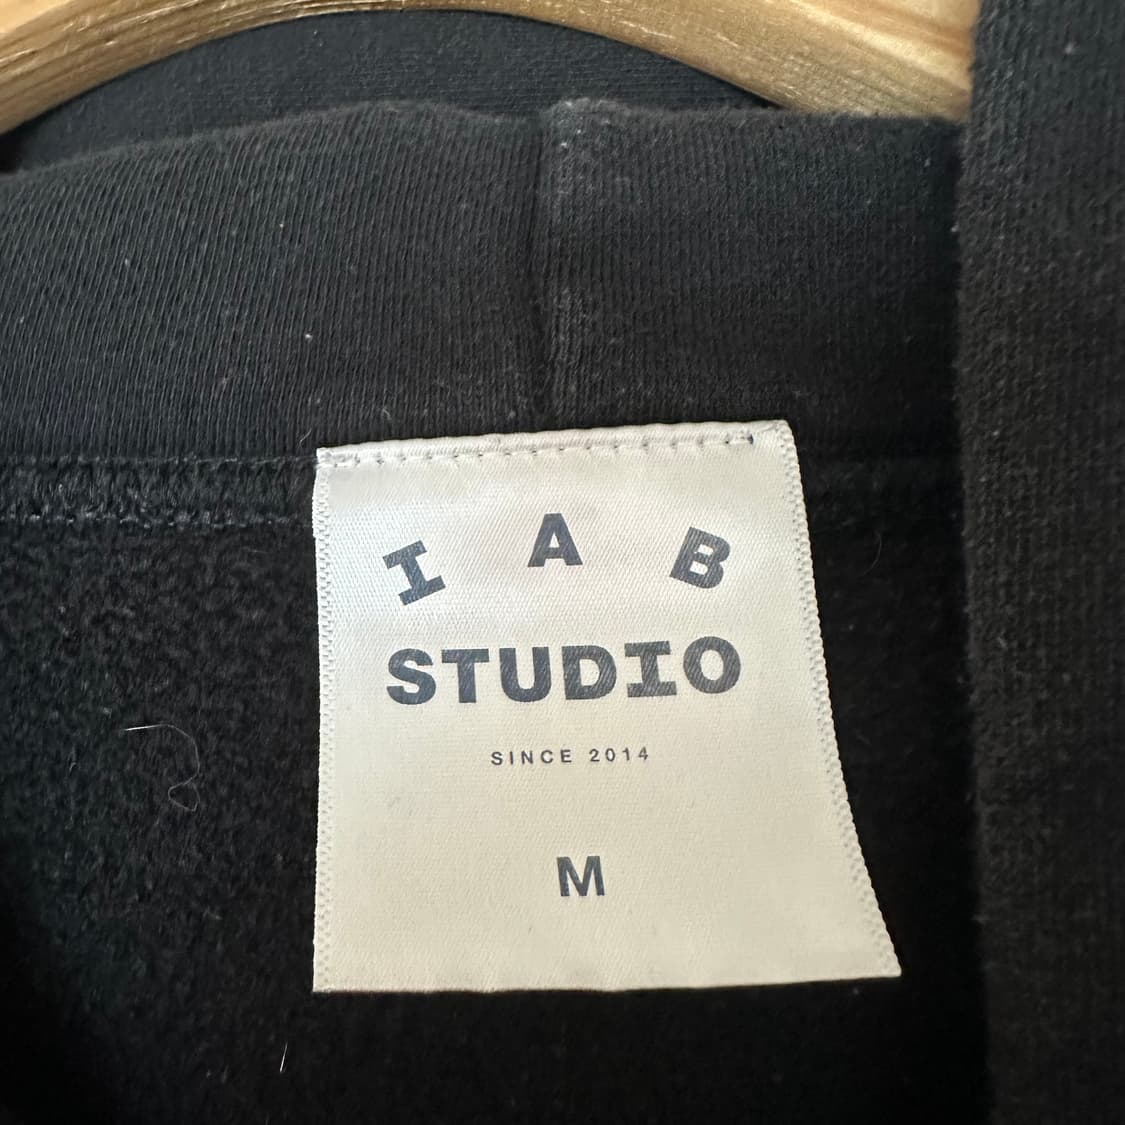 I A B
STUDIO
SINCE 2014
M